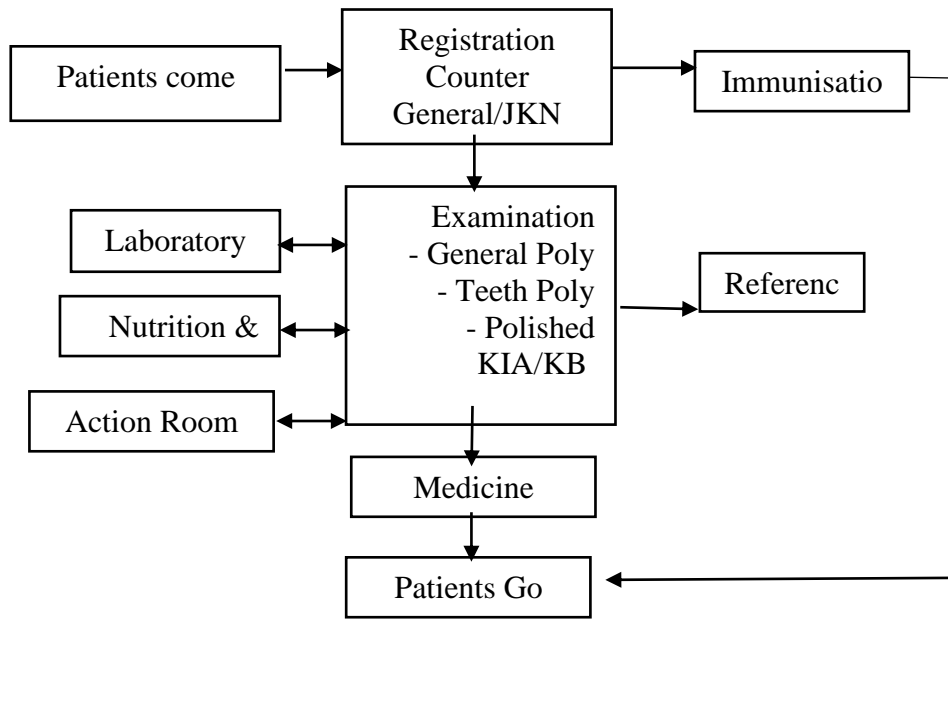 Patients come
Registration
Counter
General/JKN
Immunisatio
Examination
- General Poly
- Teeth Poly
- Polished
KIA/KB
Laboratory
Nutrition &
Action Room
Referenc
Medicine
Patients Go